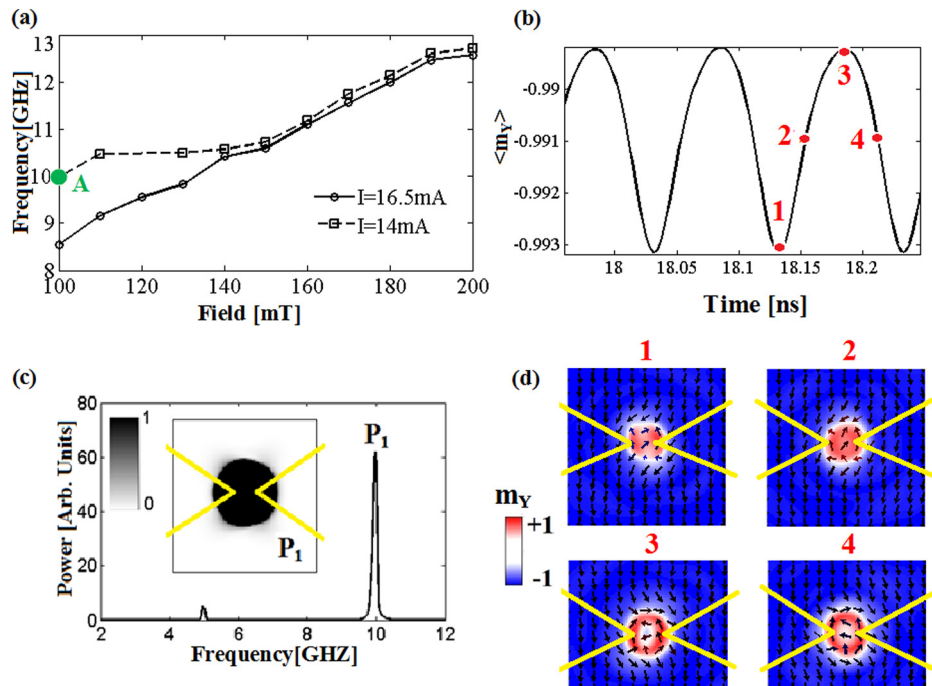 (a)
13
12
11
10
9
8
Frequency[GHz]
A
I=16.5mA
I=14mA
100 120 140 160 180 200
Field [mT]
(b)
-0.99
-0.991
-0.992
-0.993
<mY>
1
2
3
4
18 18.05 18.1 18.15 18.2
Time [ns]
(c)
80
60
40
20
0
Power [Arb. Units]
1
0
P1
P1
2 4 6 8 10 12
Frequency[GHZ]
(d)
1 2
mY
+1
-1
3 4